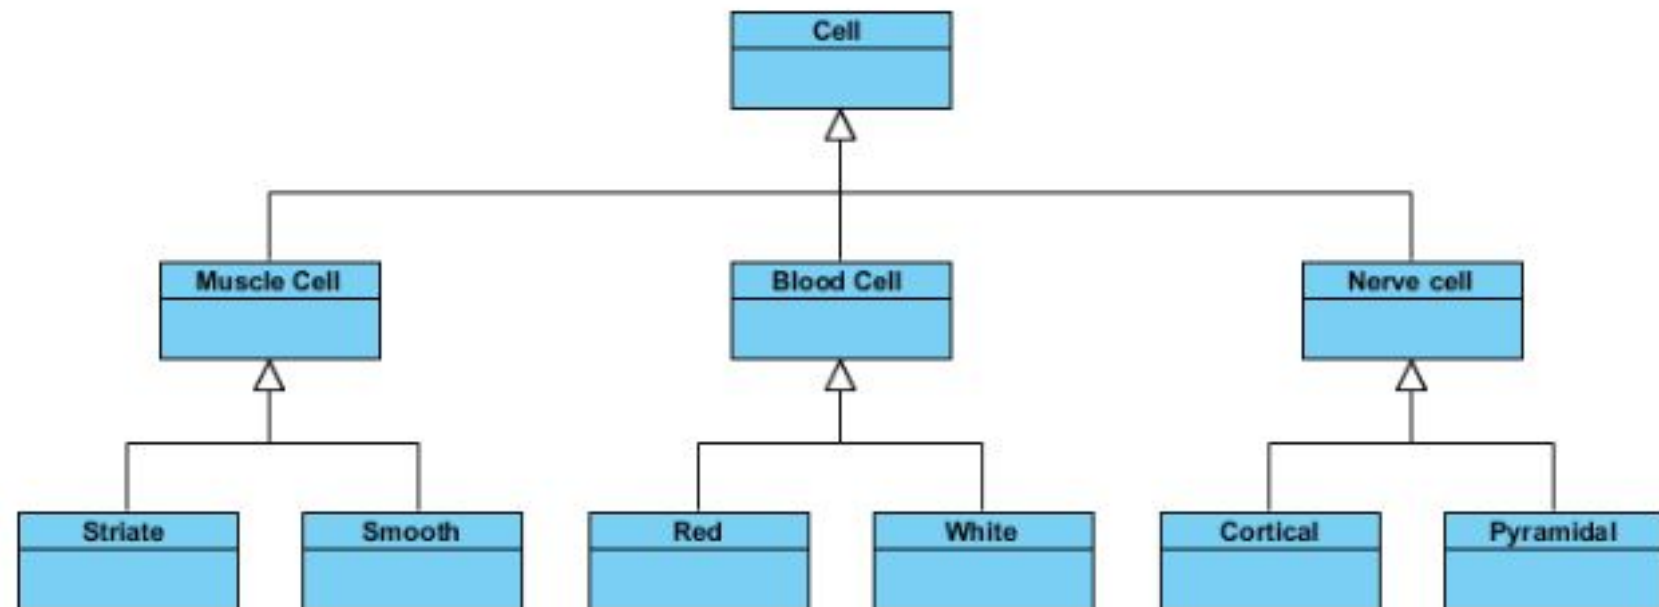 Cell
Muscle Cell
Blood Cell
Nerve cell
Striate
Smooth
Red
White
Cortical
Pyramidal